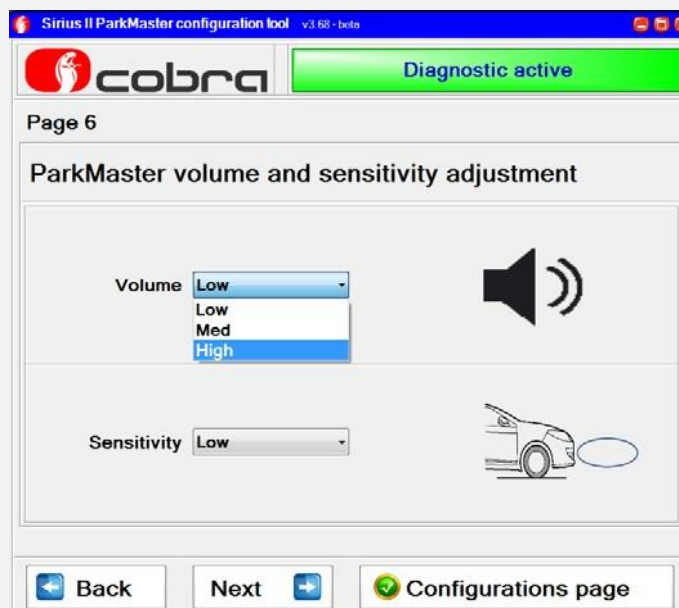 Sirius II ParkMaster configuration tool v3.68 - beta
cobra
Diagnostic active
Page 6
ParkMaster volume and sensitivity adjustment
Volume Low
Low
Med
High
Sensitivity Low
Back Next Configurations page